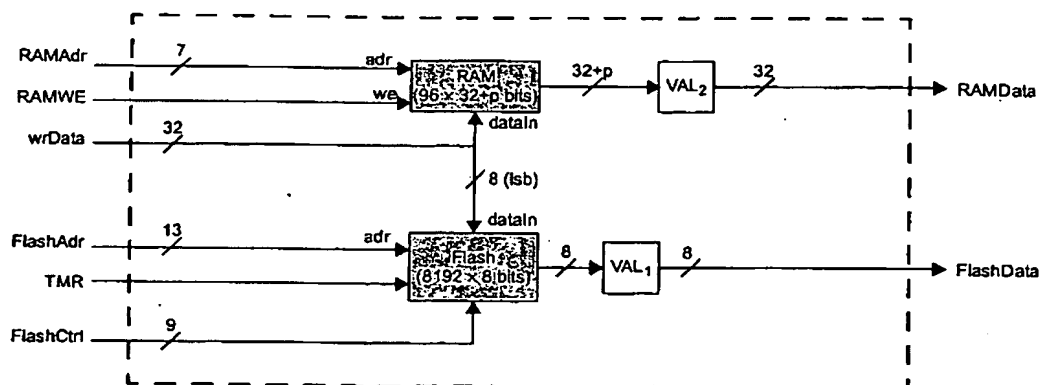 RAMAdr
7
adr
RAM
(96 x 32+p bits)
32+p
VAL2
32
RAMData
RAMWE
we
dataIn
wrData
32
8 (lsb)
dataIn
FlashAdr
13
adr
Flash
(8192 x 8 bits)
8
VAL1
8
FlashData
TMR
FlashCtrl
9